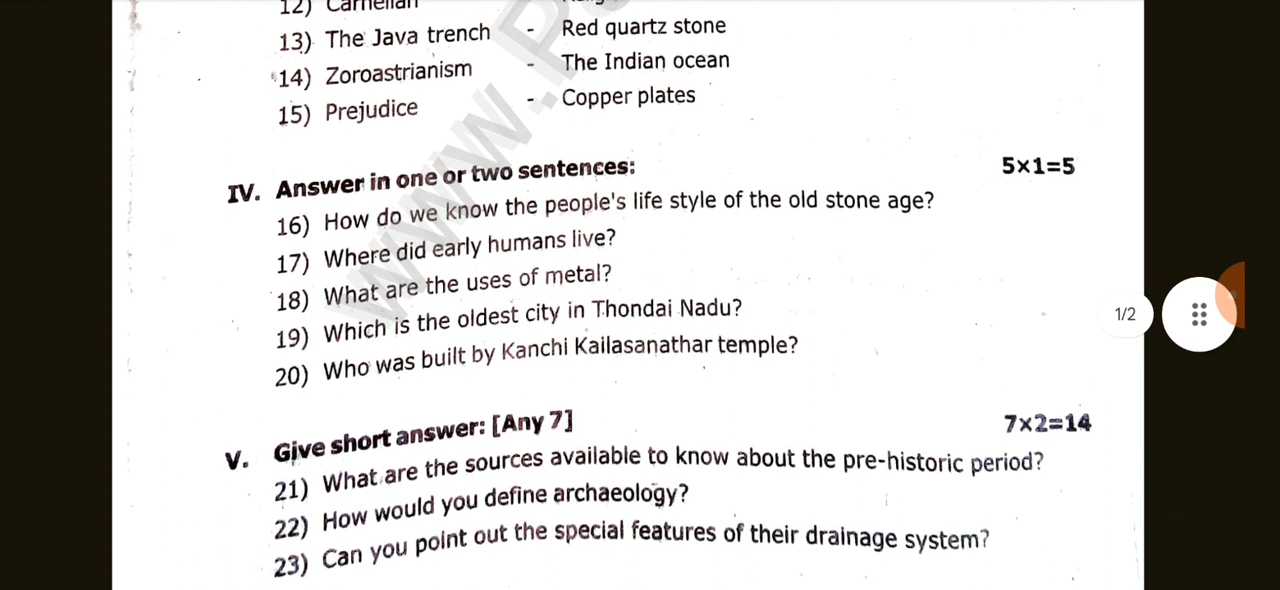 12) Carnelian
13) The Java trench - Red quartz stone
14) Zoroastrianism - The Indian ocean
15) Prejudice - Copper plates
IV. Answer in one or two sentences: 5×1=5
16) How do we know the people's life style of the old stone age?
17) Where did early humans live?
18) What are the uses of metal?
19) Which is the oldest city in Thondai Nadu?
20) Who was built by Kanchi Kailasanathar temple?
1/2
V. Give short answer: [Any 7] 7×2=14
21) What are the sources available to know about the pre-historic period?
22) How would you define archaeology?
23) Can you point out the special features of their drainage system?
www.P